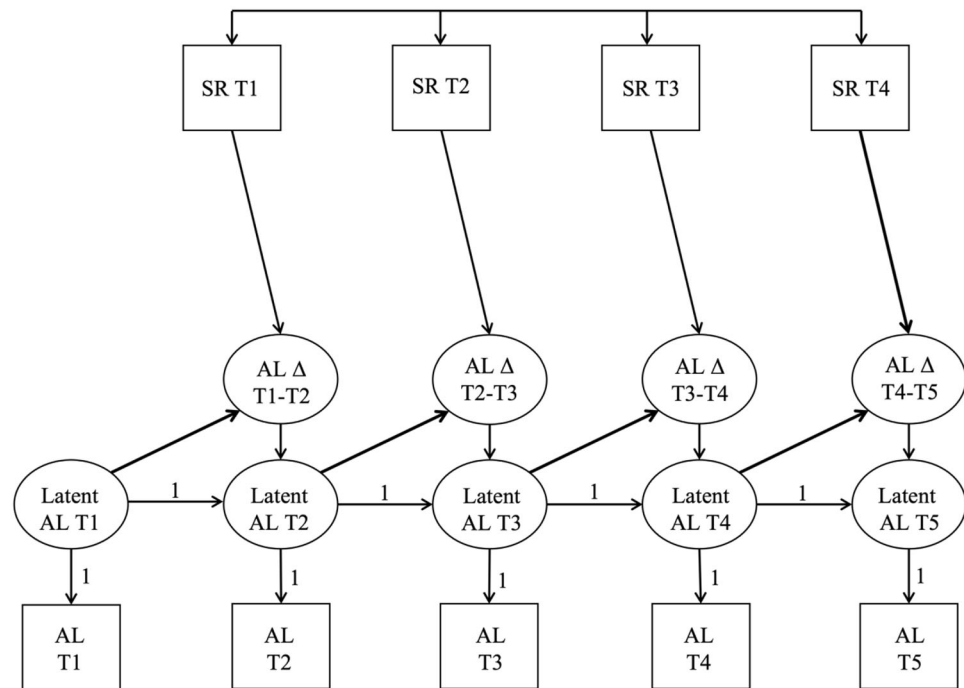 SR T1
SR T2
SR T3
SR T4
AL Δ
T1-T2
AL Δ
T2-T3
AL Δ
T3-T4
AL Δ
T4-T5
Latent
AL T1
1
Latent
AL T2
1
Latent
AL T3
1
Latent
AL T4
1
Latent
AL T5
1
1
1
1
1
AL
T1
AL
T2
AL
T3
AL
T4
AL
T5